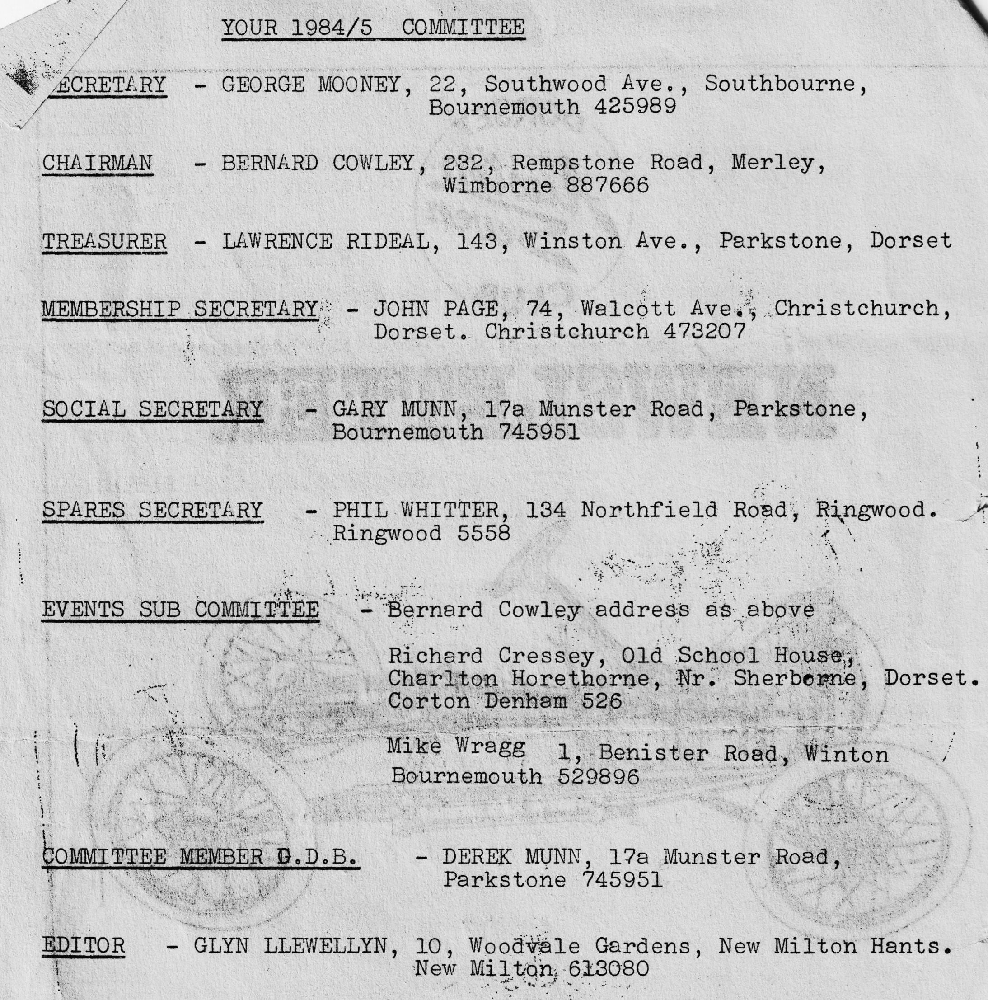 YOUR 1984/5 COMMITTEE
ECRETARY - GEORGE MOONEY, 22, Southwood Ave., Southbourne,
Bournemouth 425989
CHAIRMAN - BERNARD COWLEY, 232, Rempstone Road, Merley,
Wimborne 887666
TREASURER - LAWRENCE RIDEAL, 143, Winston Ave., Parkstone, Dorset
MEMBERSHIP SECRETARY - JOHN PAGE, 74, Walcott Ave., Christchurch,
Dorset. Christchurch 473207
SOCIAL SECRETARY - GARY MUNN, 17a Munster Road, Parkstone,
Bournemouth 745951
SPARES SECRETARY - PHIL WHITTER, 134 Northfield Road, Ringwood.
Ringwood 5558
EVENTS SUB COMMITTEE - Bernard Cowley address as above
Richard Cressey, Old School House,
Charlton Horethorne, Nr. Sherborne, Dorset.
Corton Denham 526
Mike Wragg 1, Benister Road, Winton
Bournemouth 529896
COMMITTEE MEMBER D.B.
- DEREK MUNN, 17a Munster Road,
Parkstone 745951
EDITOR - GLYN LLEWELLYN, 10, Woodvale Gardens, New Milton Hants.
New Milton 613080